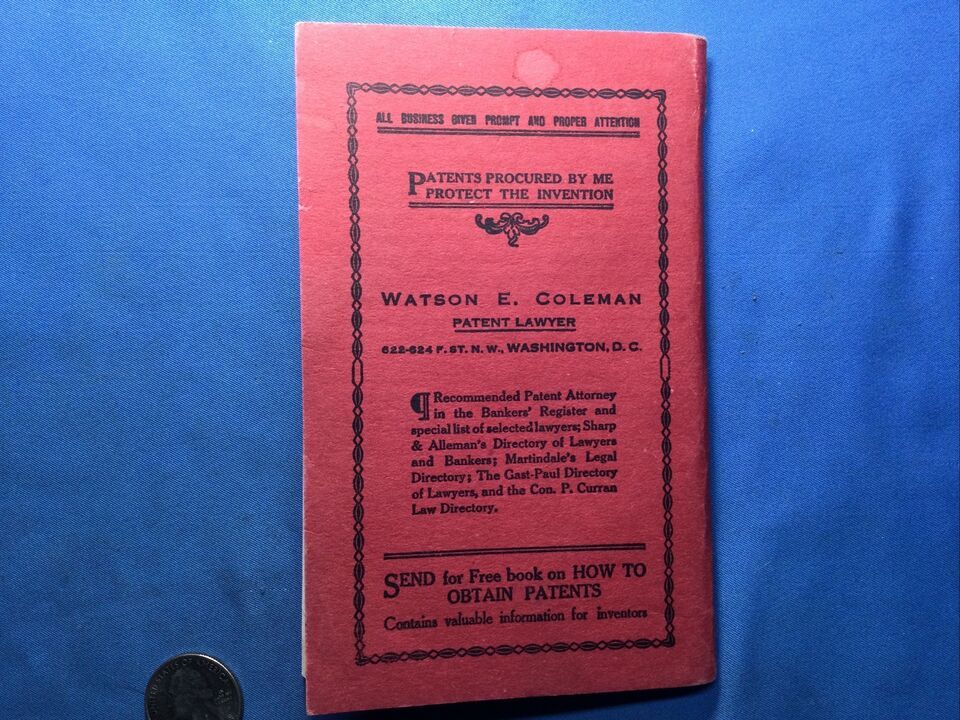 ALL BUSINESS GIVEN PROMPT AND PROPER ATTENTION
PATENTS PROCURED BY ME
PROTECT THE INVENTION
WATSON E. COLEMAN
PATENT LAWYER
622-624 F. ST. N. W., WASHINGTON, D. C.
¶ Recommended Patent Attorney
in the Bankers' Register and
special list of selected lawyers; Sharp
& Alleman's Directory of Lawyers
and Bankers; Martindale's Legal
Directory; The Gast-Paul Directory
of Lawyers, and the Con. P. Curran
Law Directory.
SEND for Free book on HOW TO
OBTAIN PATENTS
Contains valuable information for inventors